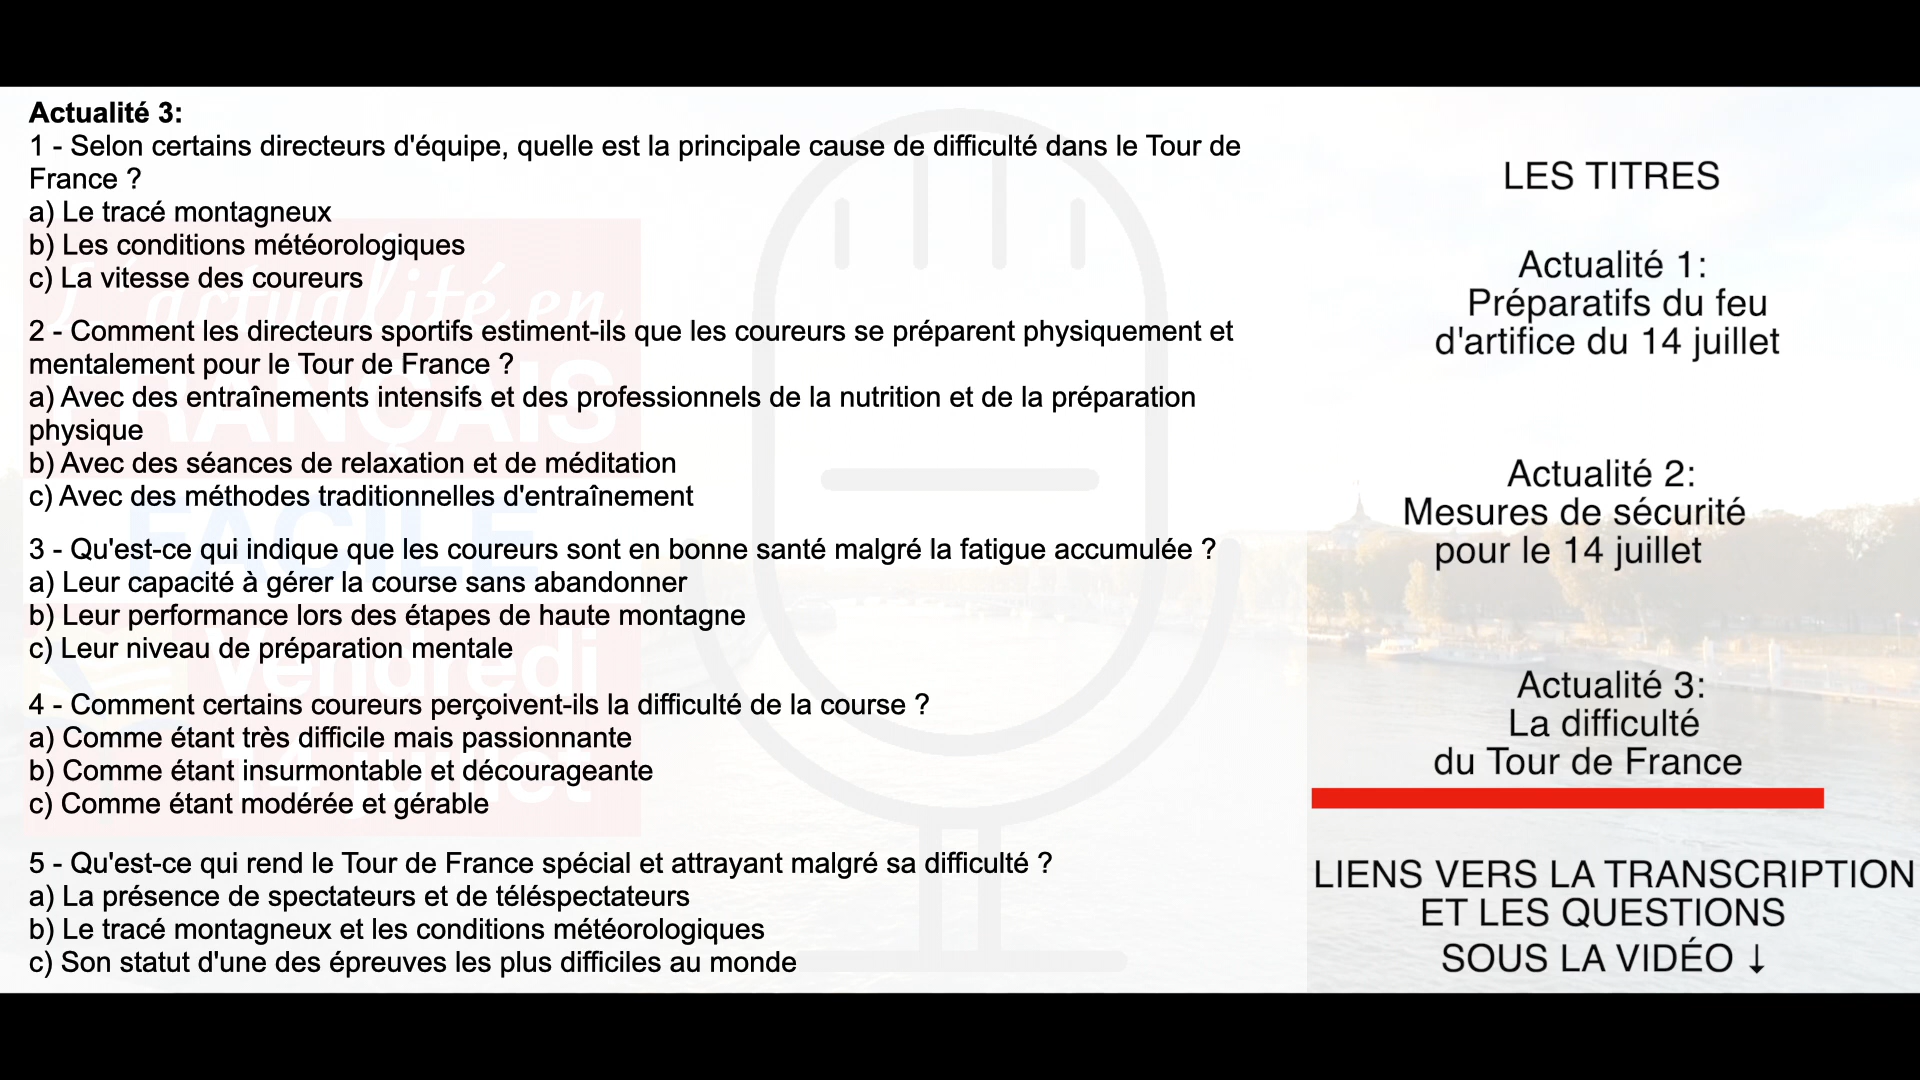 Actualité 3:
1 - Selon certains directeurs d'équipe, quelle est la principale cause de difficulté dans le Tour de
France ?
a) Le tracé montagneux
b) Les conditions météorologiques
c) La vitesse des coureurs
2 - Comment les directeurs sportifs estiment-ils que les coureurs se préparent physiquement et
mentalement pour le Tour de France ?
a) Avec des entraînements intensifs et des professionnels de la nutrition et de la préparation
physique
b) Avec des séances de relaxation et de méditation
c) Avec des méthodes traditionnelles d'entraînement
3 - Qu'est-ce qui indique que les coureurs sont en bonne santé malgré la fatigue accumulée ?
a) Leur capacité à gérer la course sans abandonner
b) Leur performance lors des étapes de haute montagne
c) Leur niveau de préparation mentale
4 - Comment certains coureurs perçoivent-ils la difficulté de la course ?
a) Comme étant très difficile mais passionnante
b) Comme étant insurmontable et décourageante
c) Comme étant modérée et gérable
5 - Qu'est-ce qui rend le Tour de France spécial et attrayant malgré sa difficulté ?
a) La présence de spectateurs et de téléspectateurs
b) Le tracé montagneux et les conditions météorologiques
c) Son statut d'une des épreuves les plus difficiles au monde
L'actualité en
FRANÇAIS
FACILE
Vendredi
14 juillet
LES TITRES
Actualité 1:
Préparatifs du feu
d'artifice du 14 juillet
Actualité 2:
Mesures de sécurité
pour le 14 juillet
Actualité 3:
La difficulté
du Tour de France
LIENS VERS LA TRANSCRIPTION
ET LES QUESTIONS
SOUS LA VIDÉO ↓